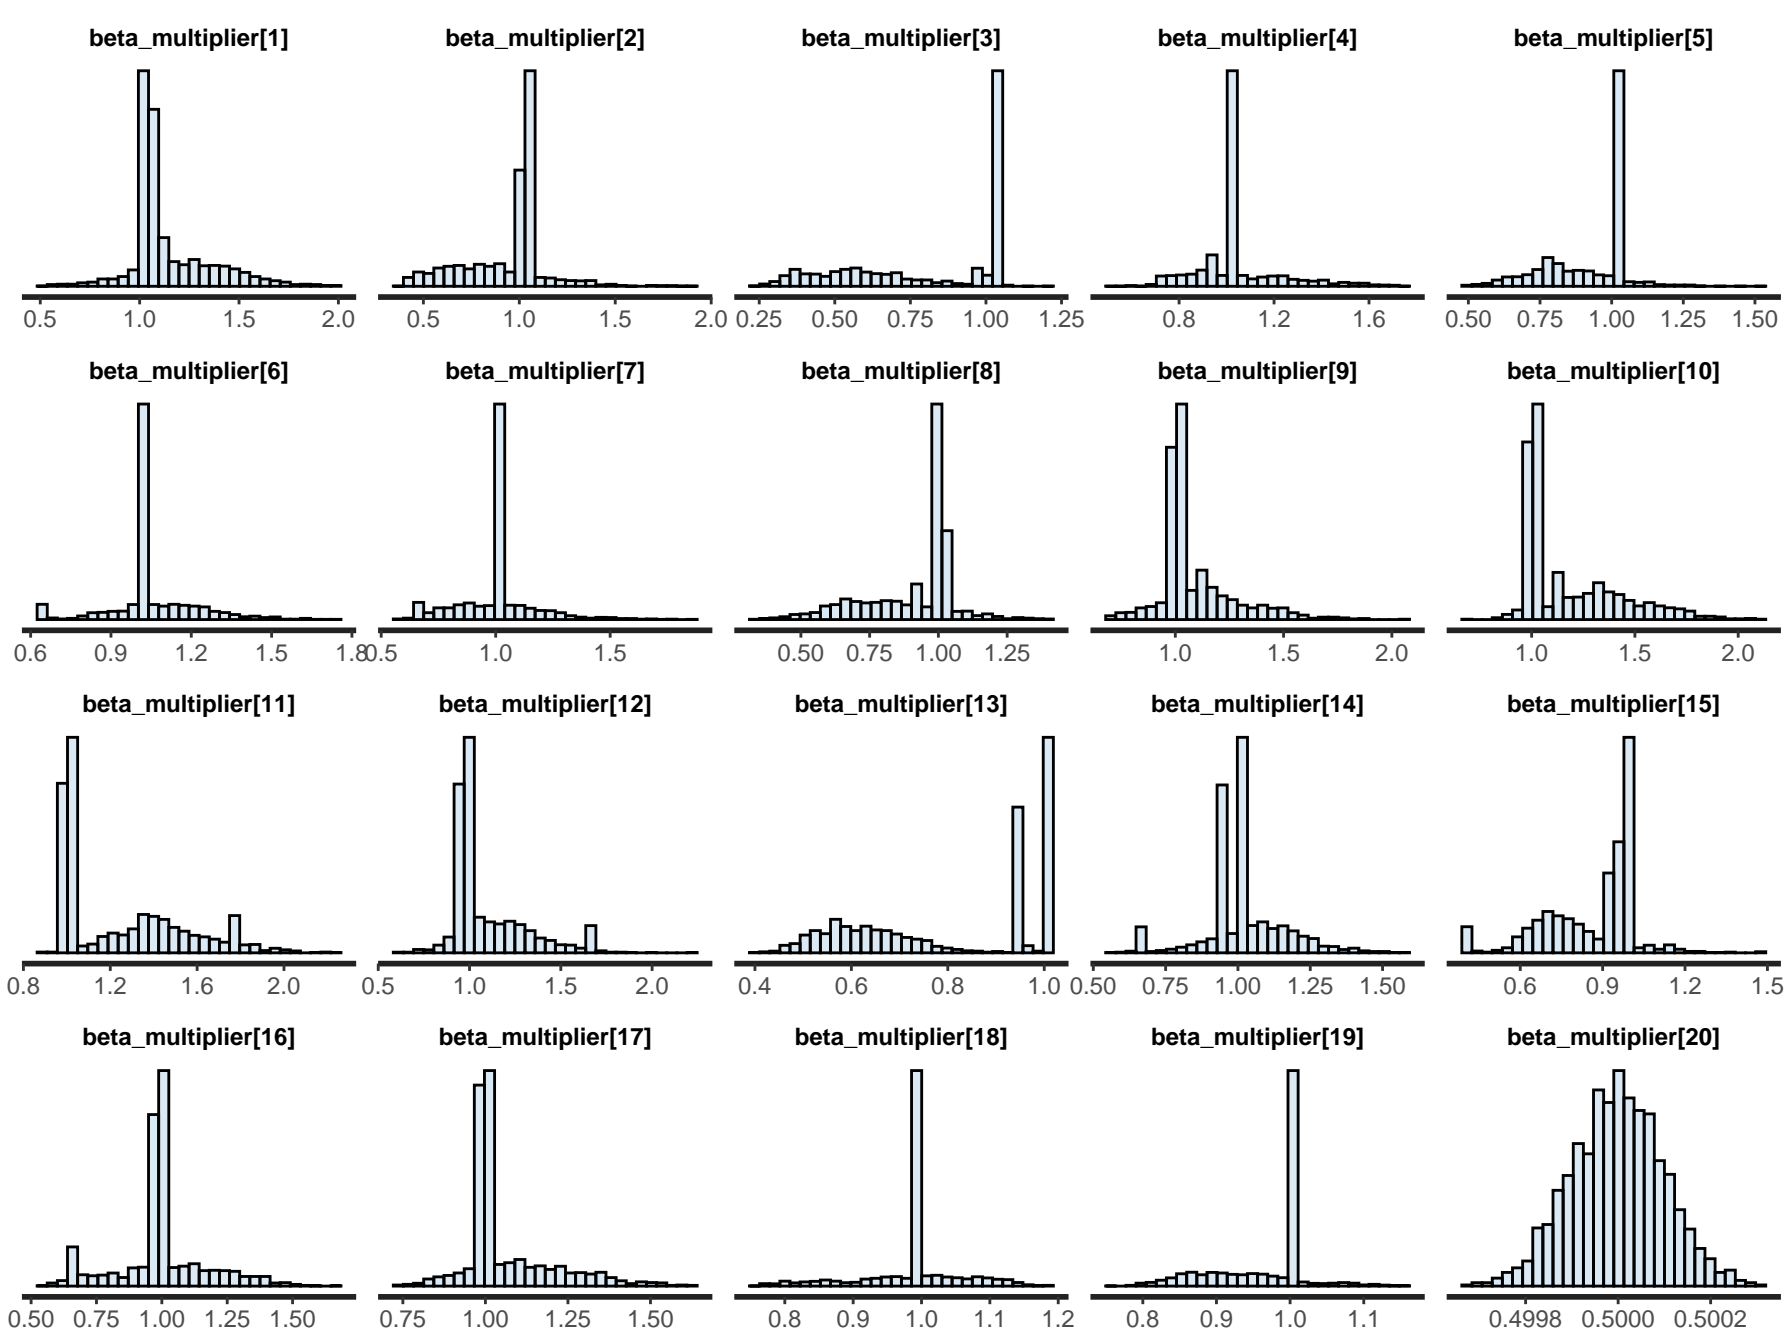 beta_multiplier[1] beta_multiplier[2] beta_multiplier[3] beta_multiplier[4] beta_multiplier[5]
0.5 1.0 1.5 2.0 0.5 1.0 1.5 2.0 0.25 0.50 0.75 1.00 1.25 0.8 1.2 1.6 0.50 0.75 1.00 1.25 1.50
beta_multiplier[6] beta_multiplier[7] beta_multiplier[8] beta_multiplier[9] beta_multiplier[10]
0.6 0.9 1.2 1.5 1.8 0.5 1.0 1.5 0.50 0.75 1.00 1.25 1.0 1.5 2.0 1.0 1.5 2.0
beta_multiplier[11] beta_multiplier[12] beta_multiplier[13] beta_multiplier[14] beta_multiplier[15]
0.8 1.2 1.6 2.0 0.5 1.0 1.5 2.0 0.4 0.6 0.8 1.0 0.50 0.75 1.00 1.25 1.50 0.6 0.9 1.2 1.5
beta_multiplier[16] beta_multiplier[17] beta_multiplier[18] beta_multiplier[19] beta_multiplier[20]
0.50 0.75 1.00 1.25 1.50 0.75 1.00 1.25 1.50 0.8 0.9 1.0 1.1 1.2 0.8 0.9 1.0 1.1 0.4998 0.5000 0.5002